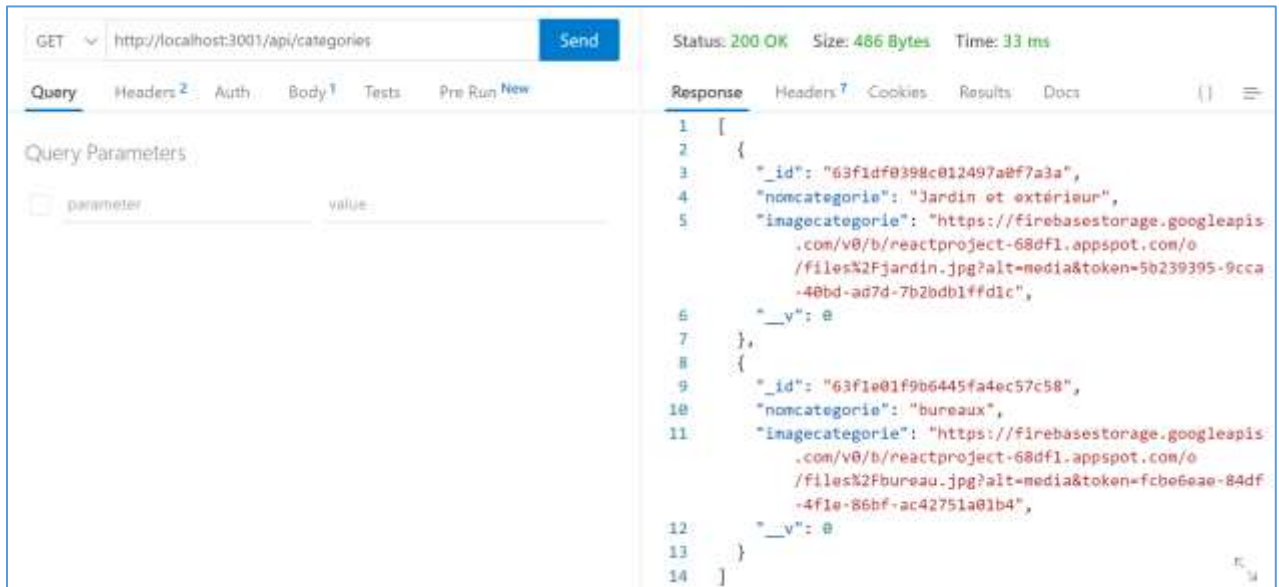 GET http://localhost:3001/api/categories Send
Query Headers 2 Auth Body 1 Tests Pre Run New
Query Parameters
parameter value
Status: 200 OK Size: 486 Bytes Time: 33 ms
Response Headers 7 Cookies Results Docs { }
1 [
2 {
3 "_id": "63f1df0398c012497a0f7a3a",
4 "nomcategorie": "Jardin et extérieur",
5 "imagecategorie": "https://firebasestorage.googleapis
.com/v0/b/reactproject-68df1.appspot.com/o
/files%2Fjardin.jpg?alt=media&token=5b239395-9cca
-40bd-ad7d-7b2bdb1ffd1c",
6 "__v": 0
7 },
8 {
9 "_id": "63f1e01f9b6445fa4ec57c58",
10 "nomcategorie": "bureaux",
11 "imagecategorie": "https://firebasestorage.googleapis
.com/v0/b/reactproject-68df1.appspot.com/o
/files%2Fbureau.jpg?alt=media&token=fcbe6eae-84df
-4f1e-86bf-ac42751a01b4",
12 "__v": 0
13 }
14 ]